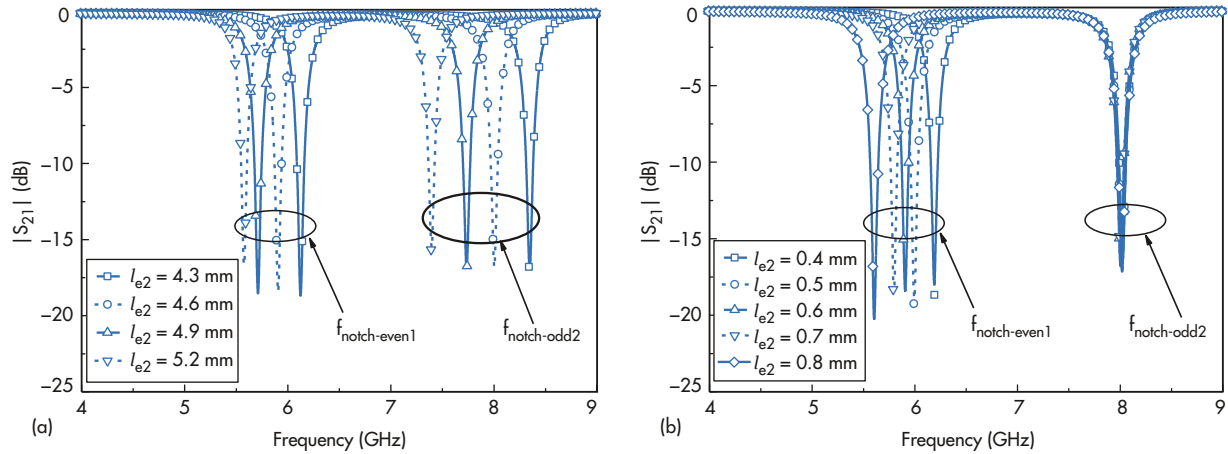 0
−5
−10
−15
−20
−25
|S21| (dB)
4 5 6 7 8 9
Frequency (GHz)
(a)
le2 = 4.3 mm
le2 = 4.6 mm
le2 = 4.9 mm
le2 = 5.2 mm
fnotch-even1
fnotch-odd2
0
−5
−10
−15
−20
−25
|S21| (dB)
4 5 6 7 8 9
Frequency (GHz)
(b)
le2 = 0.4 mm
le2 = 0.5 mm
le2 = 0.6 mm
le2 = 0.7 mm
le2 = 0.8 mm
fnotch-even1
fnotch-odd2